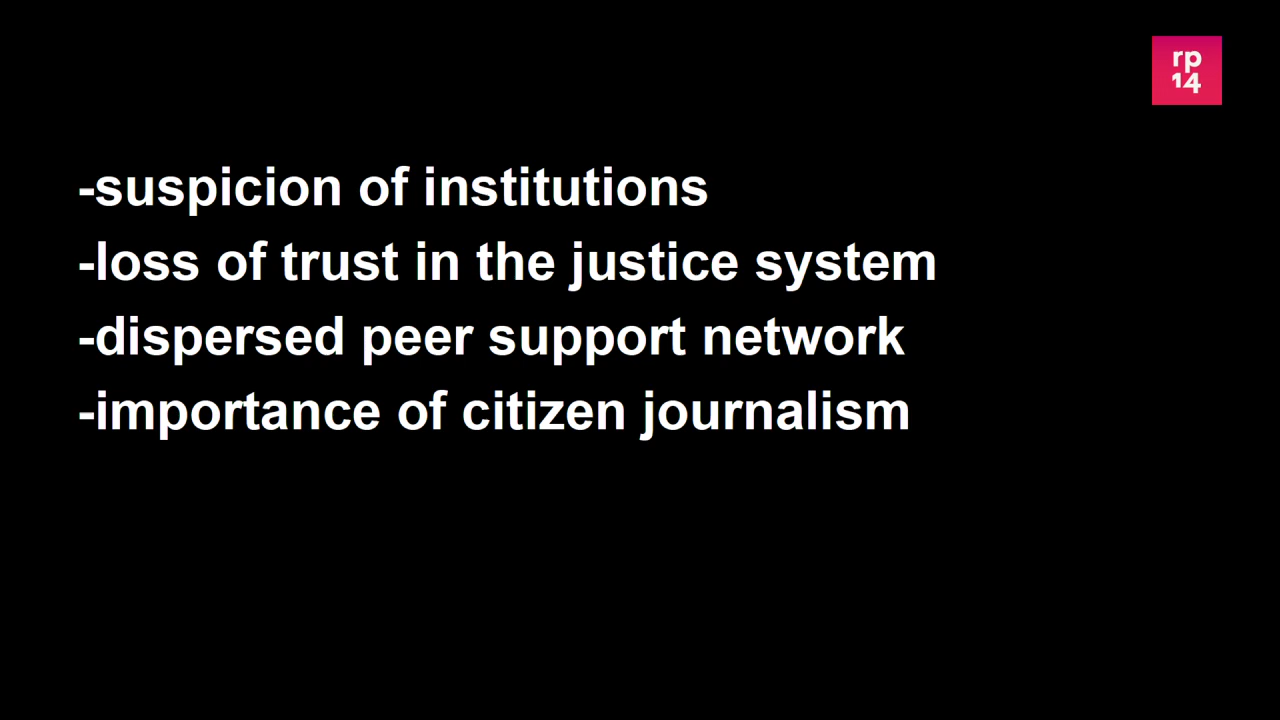 rp
14
-suspicion of institutions
-loss of trust in the justice system
-dispersed peer support network
-importance of citizen journalism